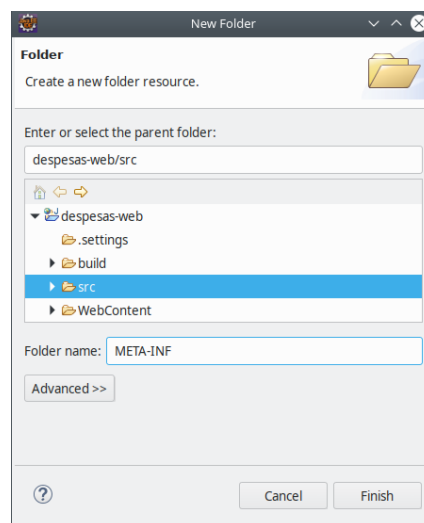 New Folder
Folder
Create a new folder resource.
Enter or select the parent folder:
despesas-web/src
despesas-web
.settings
build
src
WebContent
Folder name: META-INF
Advanced >>
? Cancel Finish